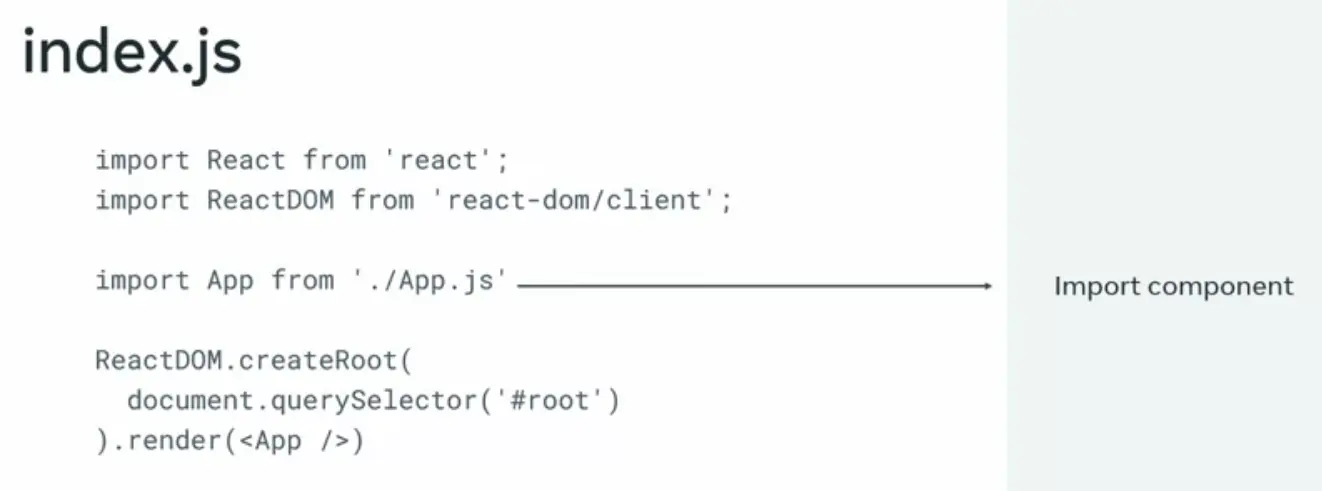 index.js
import React from 'react';
import ReactDOM from 'react-dom/client';
import App from './App.js'
Import component
ReactDOM.createRoot(
document.querySelector('#root')
).render(<App />)